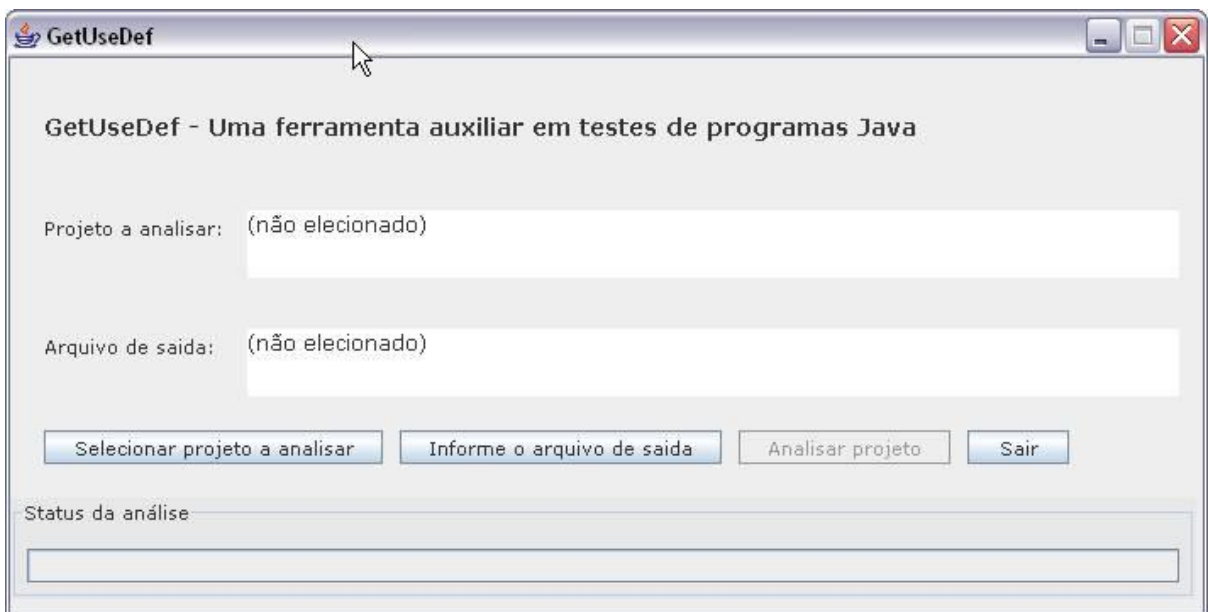 GetUseDef
GetUseDef - Uma ferramenta auxiliar em testes de programas Java
Projeto a analisar: (não elecionado)
Arquivo de saida: (não elecionado)
Selecionar projeto a analisar Informe o arquivo de saida Analisar projeto Sair
Status da análise